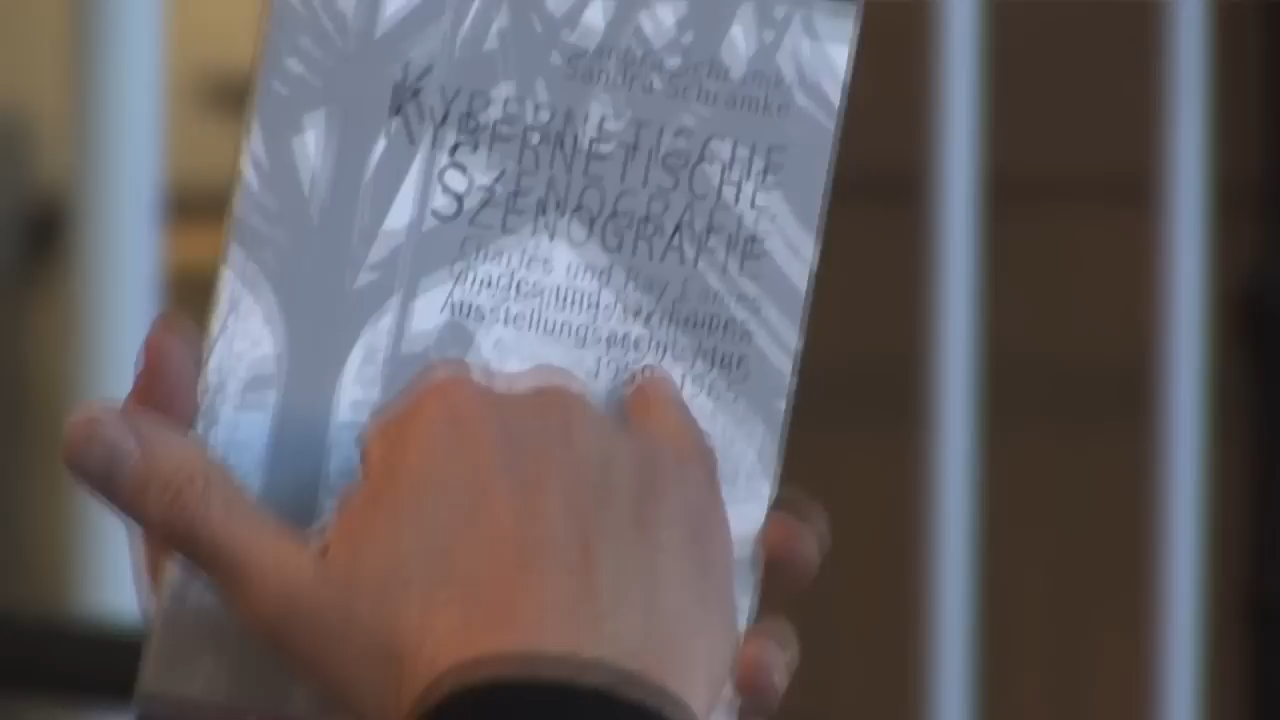 Sandra Schramke
KYBERNETISCHE
SZENOGRAFIE
Charles und Ray Eames
Ausstellungsarchitektur